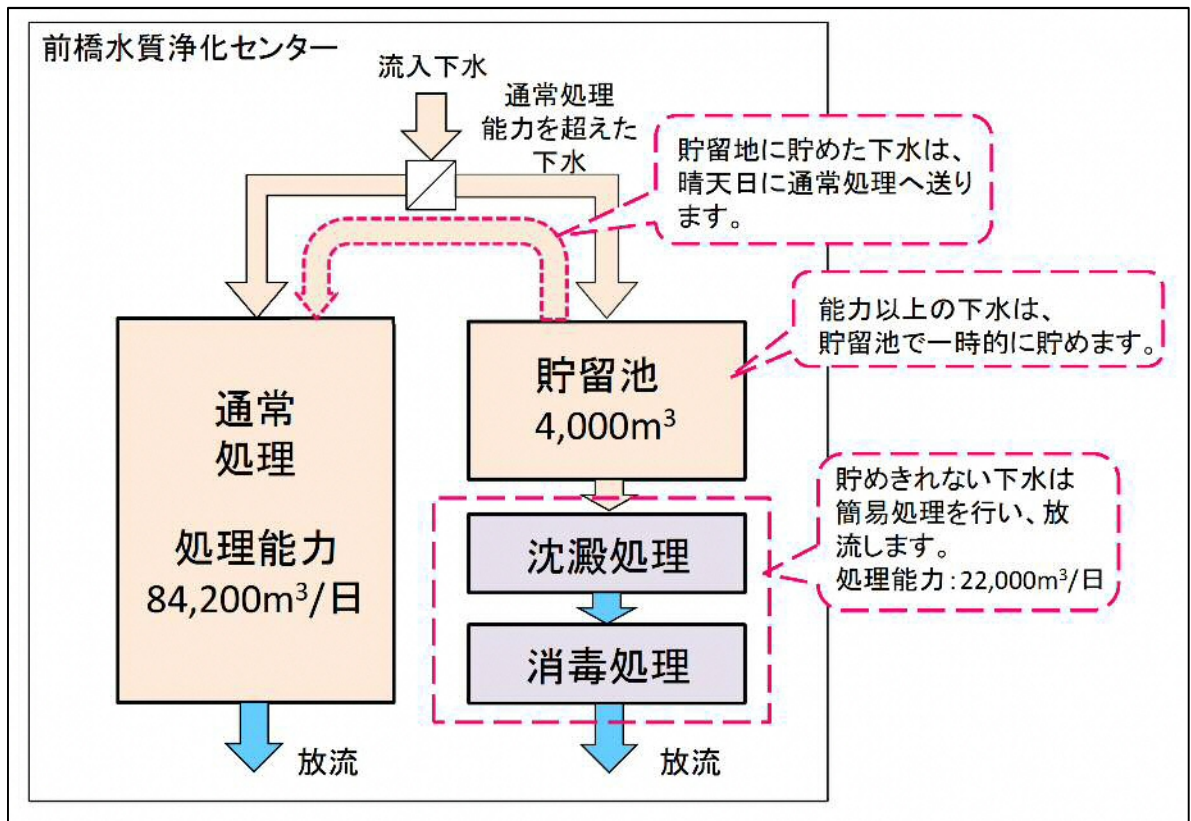 前橋水質浄化センター
流入下水
通常処理
能力を超えた
下水
貯留地に貯めた下水は、
晴天日に通常処理へ送り
ます。
能力以上の下水は、
貯留池で一時的に貯めます。
通常
処理
処理能力
84,200m³/日
貯留池
4,000m³
貯めきれない下水は
簡易処理を行い、放
流します。
処理能力:22,000m³/日
沈澱処理
消毒処理
放流
放流